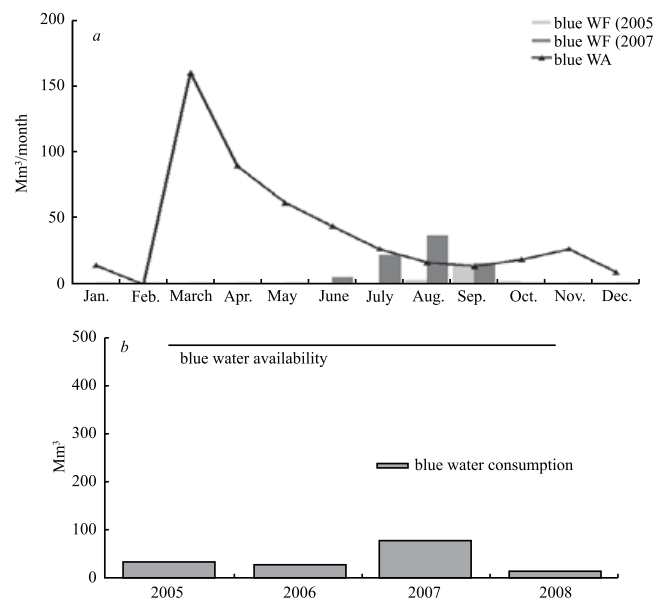 200
a
blue WF (2005
blue WF (2007
blue WA
150
100
50
0
Mm³/month
Jan. Feb. March Apr. May June July Aug. Sep. Oct. Nov. Dec.
500
b
blue water availability
400
300
200
100
0
Mm³
blue water consumption
2005 2006 2007 2008